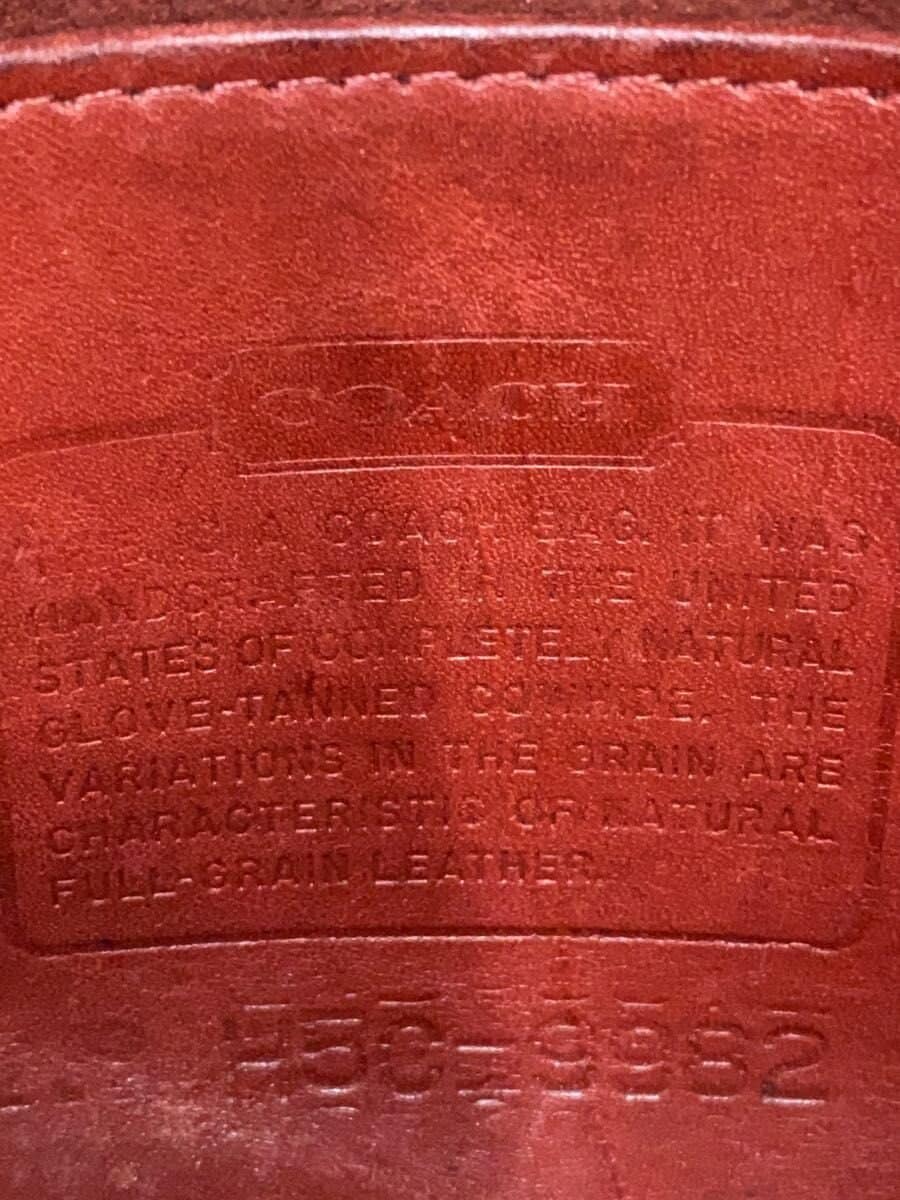 COACH
A COACH BAG. IT WAS
HANDCRAFTED IN THE UNITED
STATES OF COMPLETELY NATURAL
GLOVE-TANNED COWHIDE. THE
VARIATIONS IN THE GRAIN ARE
CHARACTERISTIC OF NATURAL
FULL-GRAIN LEATHER.